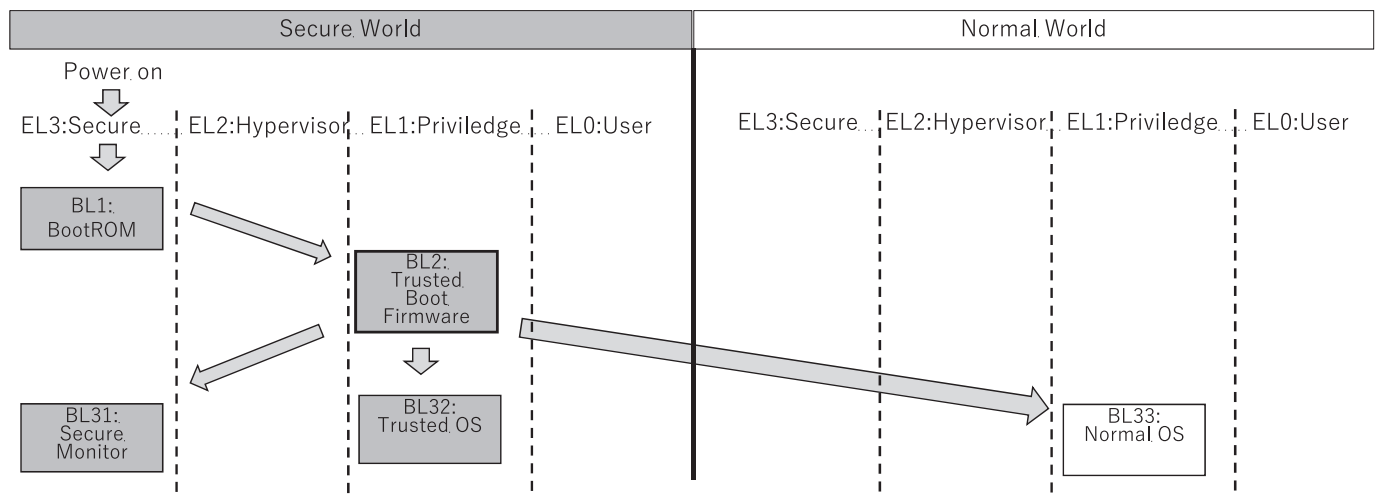 Secure World
Normal World
Power on
EL3:Secure
EL2:Hypervisor
EL1:Priviledge
EL0:User
EL3:Secure
EL2:Hypervisor
EL1:Priviledge
EL0:User
BL1:
BootROM
BL2:
Trusted
Boot
Firmware
BL31:
Secure
Monitor
BL32:
Trusted OS
BL33:
Normal OS